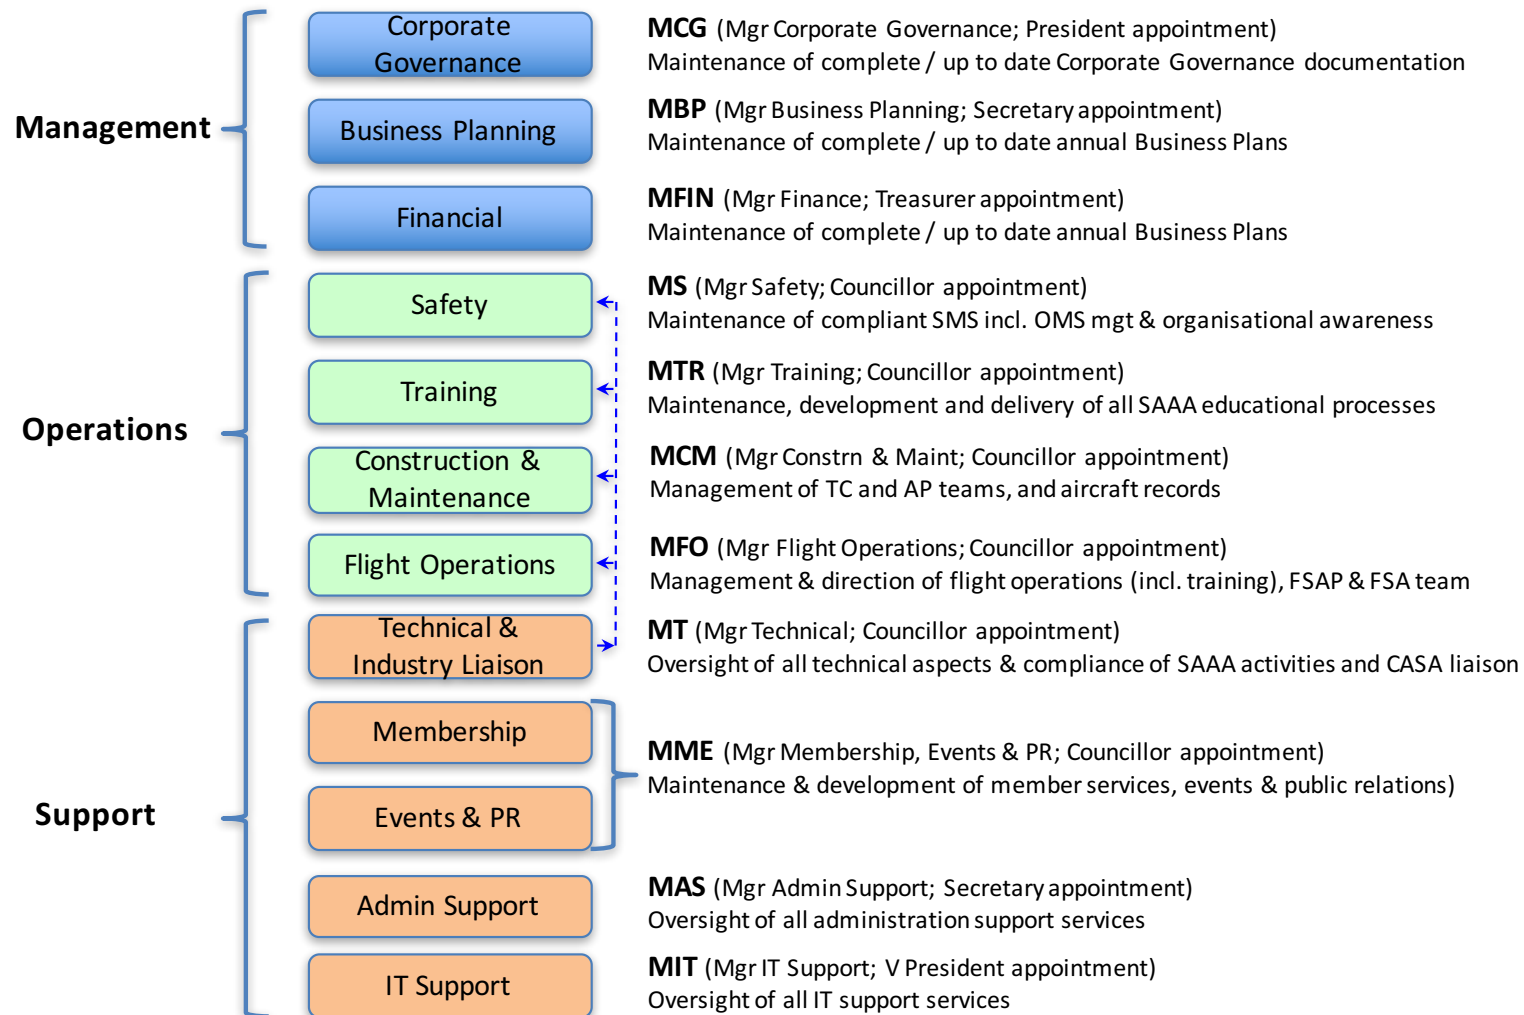 Management
Corporate
Governance
MCG (Mgr Corporate Governance; President appointment)
Maintenance of complete / up to date Corporate Governance documentation
Business Planning
MBP (Mgr Business Planning; Secretary appointment)
Maintenance of complete / up to date annual Business Plans
Financial
MFIN (Mgr Finance; Treasurer appointment)
Maintenance of complete / up to date annual Business Plans
Operations
Safety
MS (Mgr Safety; Councillor appointment)
Maintenance of compliant SMS incl. OMS mgt & organisational awareness
Training
MTR (Mgr Training; Councillor appointment)
Maintenance, development and delivery of all SAAA educational processes
Construction &
Maintenance
MCM (Mgr Constrn & Maint; Councillor appointment)
Management of TC and AP teams, and aircraft records
Flight Operations
MFO (Mgr Flight Operations; Councillor appointment)
Management & direction of flight operations (incl. training), FSAP & FSA team
Support
Technical &
Industry Liaison
MT (Mgr Technical; Councillor appointment)
Oversight of all technical aspects & compliance of SAAA activities and CASA liaison
Membership
Events & PR
MME (Mgr Membership, Events & PR; Councillor appointment)
Maintenance & development of member services, events & public relations)
Admin Support
MAS (Mgr Admin Support; Secretary appointment)
Oversight of all administration support services
IT Support
MIT (Mgr IT Support; V President appointment)
Oversight of all IT support services